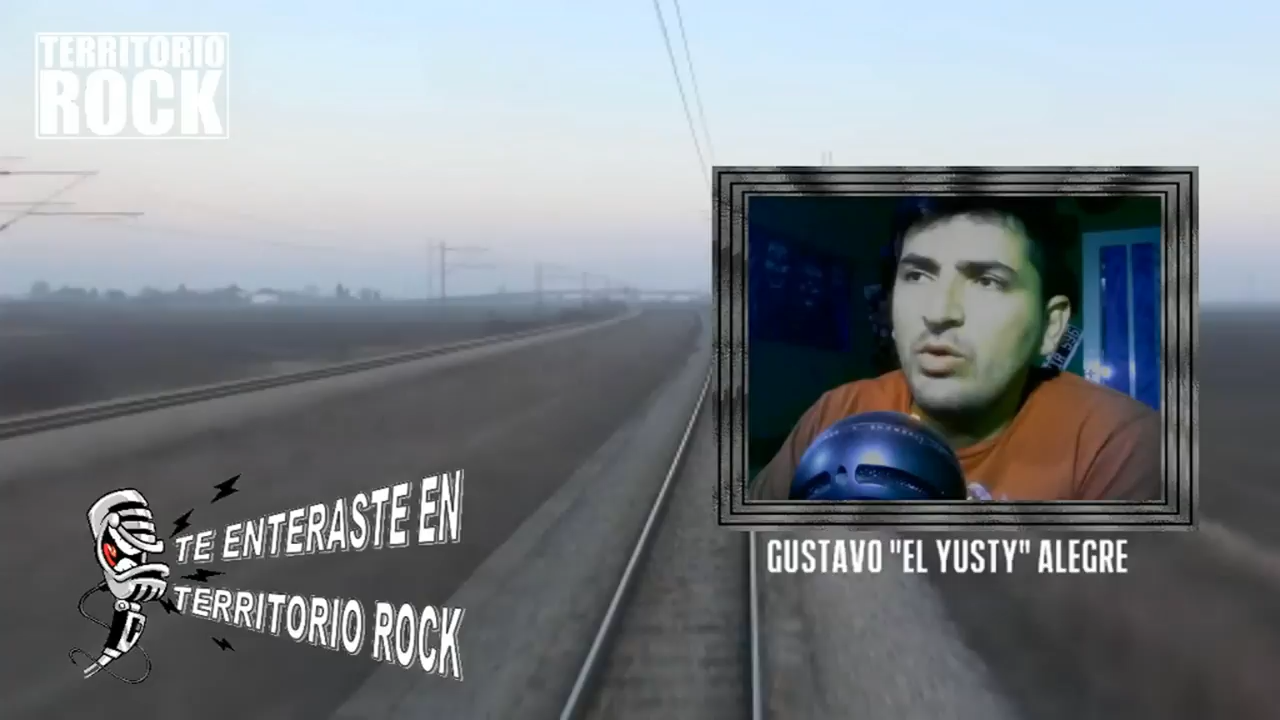 TERRITORIO
ROCK
GUSTAVO "EL YUSTY" ALEGRE
TE ENTERASTE EN
TERRITORIO ROCK